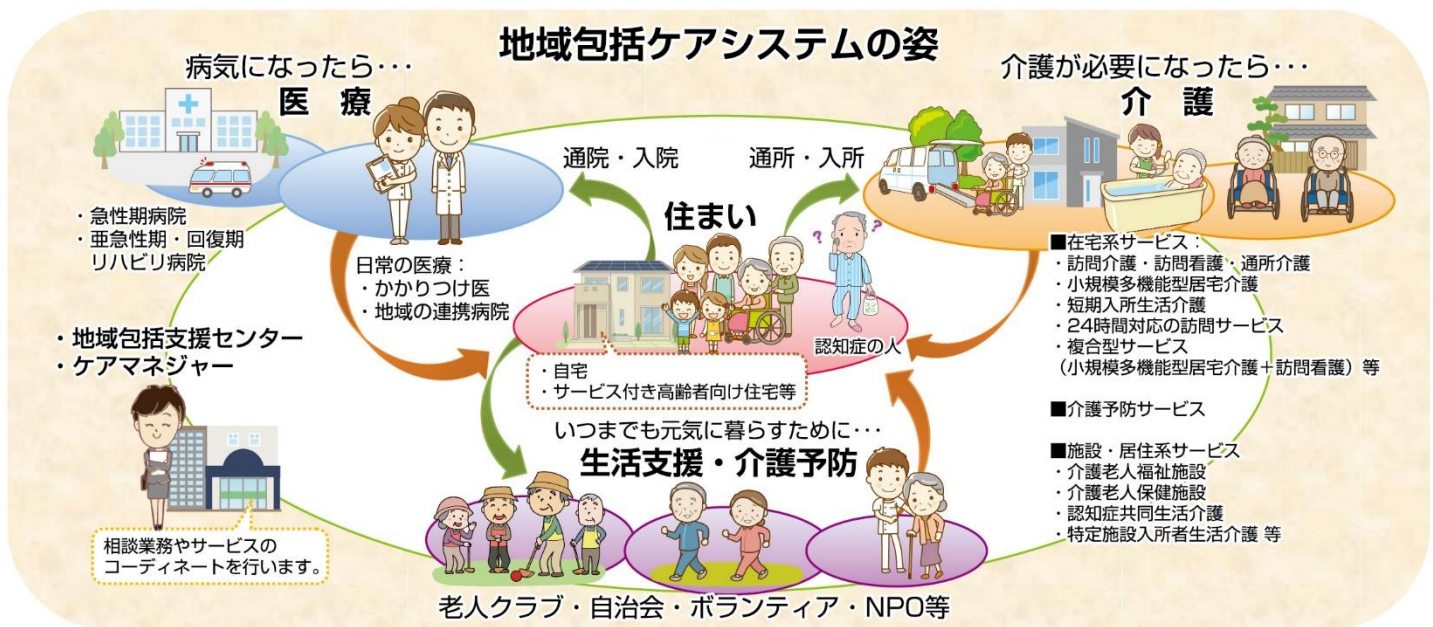 地域包括ケアシステムの姿
病気になったら･･･
医 療
・急性期病院
・亜急性期・回復期
リハビリ病院
日常の医療：
・かかりつけ医
・地域の連携病院
通院・入院
通所・入所
住まい
?
?
認知症の人
・自宅
・サービス付き高齢者向け住宅等
介護が必要になったら･･･
介 護
■在宅系サービス：
・訪問介護・訪問看護・通所介護
・小規模多機能型居宅介護
・短期入所生活介護
・24時間対応の訪問サービス
・複合型サービス
（小規模多機能型居宅介護＋訪問看護）等
■介護予防サービス
■施設・居住系サービス
・介護老人福祉施設
・介護老人保健施設
・認知症共同生活介護
・特定施設入所者生活介護 等
・地域包括支援センター
・ケアマネジャー
相談業務やサービスの
コーディネートを行います。
いつまでも元気に暮らすために･･･
生活支援・介護予防
老人クラブ・自治会・ボランティア・NPO等